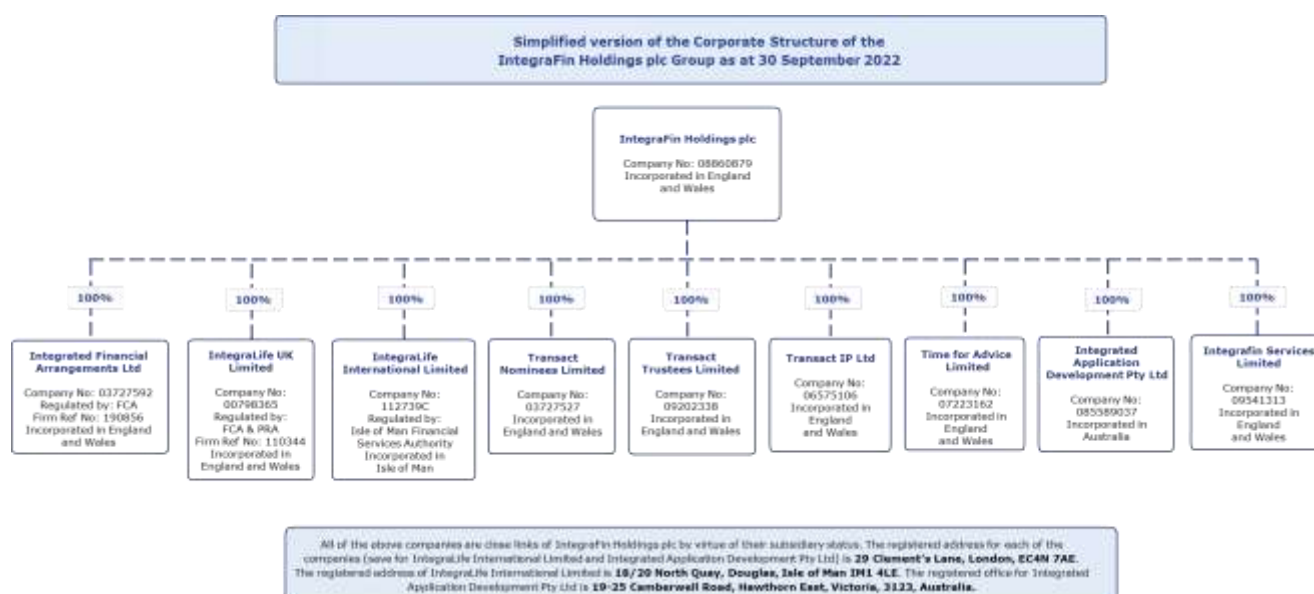 Simplified version of the Corporate Structure of the
IntegraFin Holdings plc Group as at 30 September 2022
IntegraFin Holdings plc
Company No: 08860879
Incorporated in England
and Wales
100%
100%
100%
100%
100%
100%
100%
100%
100%
Integrated Financial
Arrangements Ltd
Company No: 03727592
Regulated by: FCA
Firm Ref No: 190856
Incorporated in England
and Wales
IntegraLife UK
Limited
Company No:
00798365
Regulated by:
FCA & PRA
Firm Ref No: 110344
Incorporated in
England and Wales
IntegraLife
International Limited
Company No:
112739C
Regulated by:
Isle of Man Financial
Services Authority
Incorporated in
Isle of Man
Transact
Nominees Limited
Company No:
03727527
Incorporated in
England and Wales
Transact
Trustees Limited
Company No:
09202338
Incorporated in
England and Wales
Transact IP Ltd
Company No:
06575106
Incorporated in
England
and Wales
Time for Advice
Limited
Company No:
07223162
Incorporated in
England
and Wales
Integrated
Application
Development Pty Ltd
Company No:
085589037
Incorporated in
Australia
Integrafin Services
Limited
Company No:
09541313
Incorporated in
England
and Wales
All of the above companies are close links of IntegraFin Holdings plc by virtue of their subsidiary status. The registered address for each of the
companies (save for IntegraLife International Limited and Integrated Application Development Pty Ltd) is 29 Clement's Lane, London, EC4N 7AE.
The registered address of IntegraLife International Limited is 18/20 North Quay, Douglas, Isle of Man IM1 4LE. The registered office for Integrated
Application Development Pty Ltd is 19-25 Camberwell Road, Hawthorn East, Victoria, 3123, Australia.